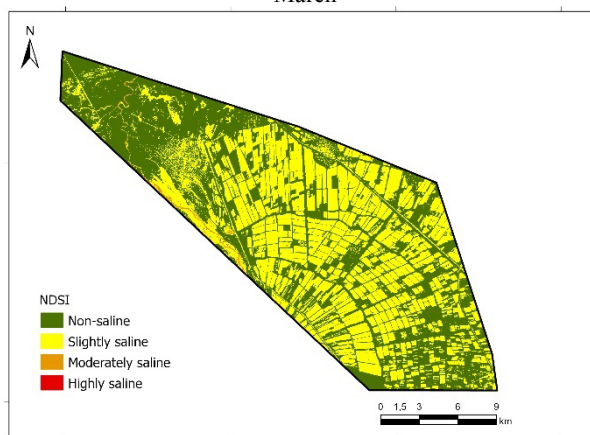 March
N
NDSI
Non-saline
Slightly saline
Moderately saline
Highly saline
0 1,5 3 6 9
km